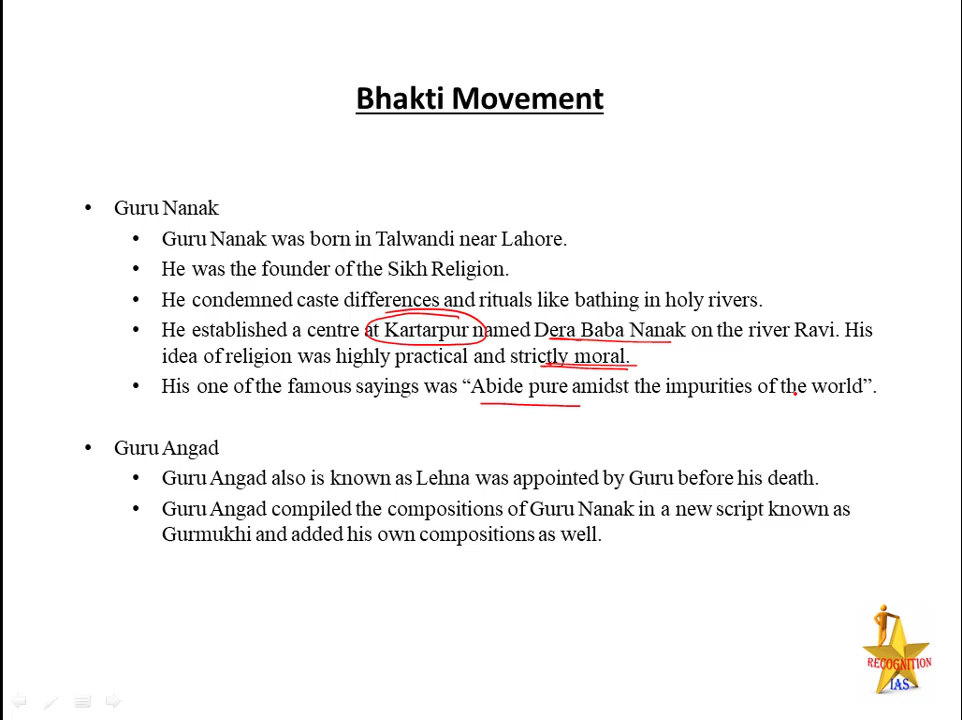 Bhakti Movement
• Guru Nanak
• Guru Nanak was born in Talwandi near Lahore.
• He was the founder of the Sikh Religion.
• He condemned caste differences and rituals like bathing in holy rivers.
• He established a centre at Kartarpur named Dera Baba Nanak on the river Ravi. His
idea of religion was highly practical and strictly moral.
• His one of the famous sayings was “Abide pure amidst the impurities of the world”.
• Guru Angad
• Guru Angad also is known as Lehna was appointed by Guru before his death.
• Guru Angad compiled the compositions of Guru Nanak in a new script known as
Gurmukhi and added his own compositions as well.
RECOGNITION
IAS